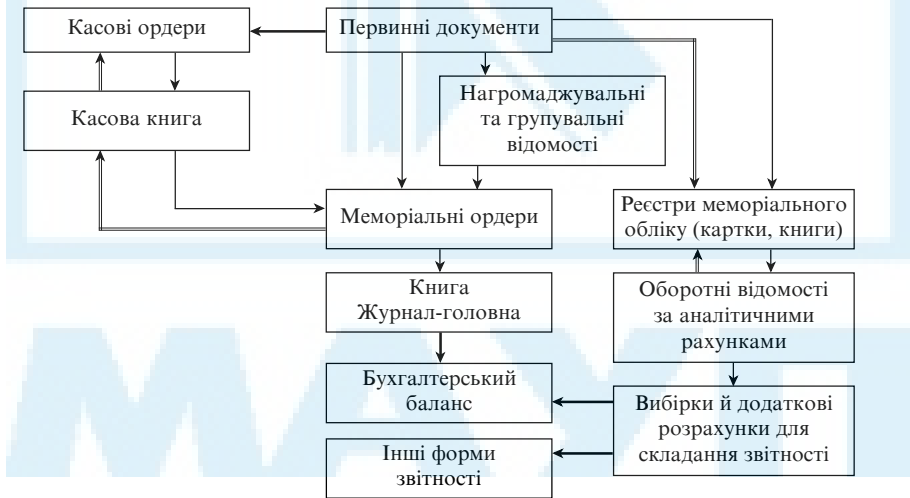 Касові ордери
Первинні документи
Нагромаджувальні
та групувальні
відомості
Касова книга
Меморіальні ордери
Реєстри меморіального
обліку (картки, книги)
Книга
Журнал-головна
Оборотні відомості
за аналітичними
рахунками
Бухгалтерський
баланс
Вибірки й додаткові
розрахунки для
складання звітності
Інші форми
звітності
МАУП